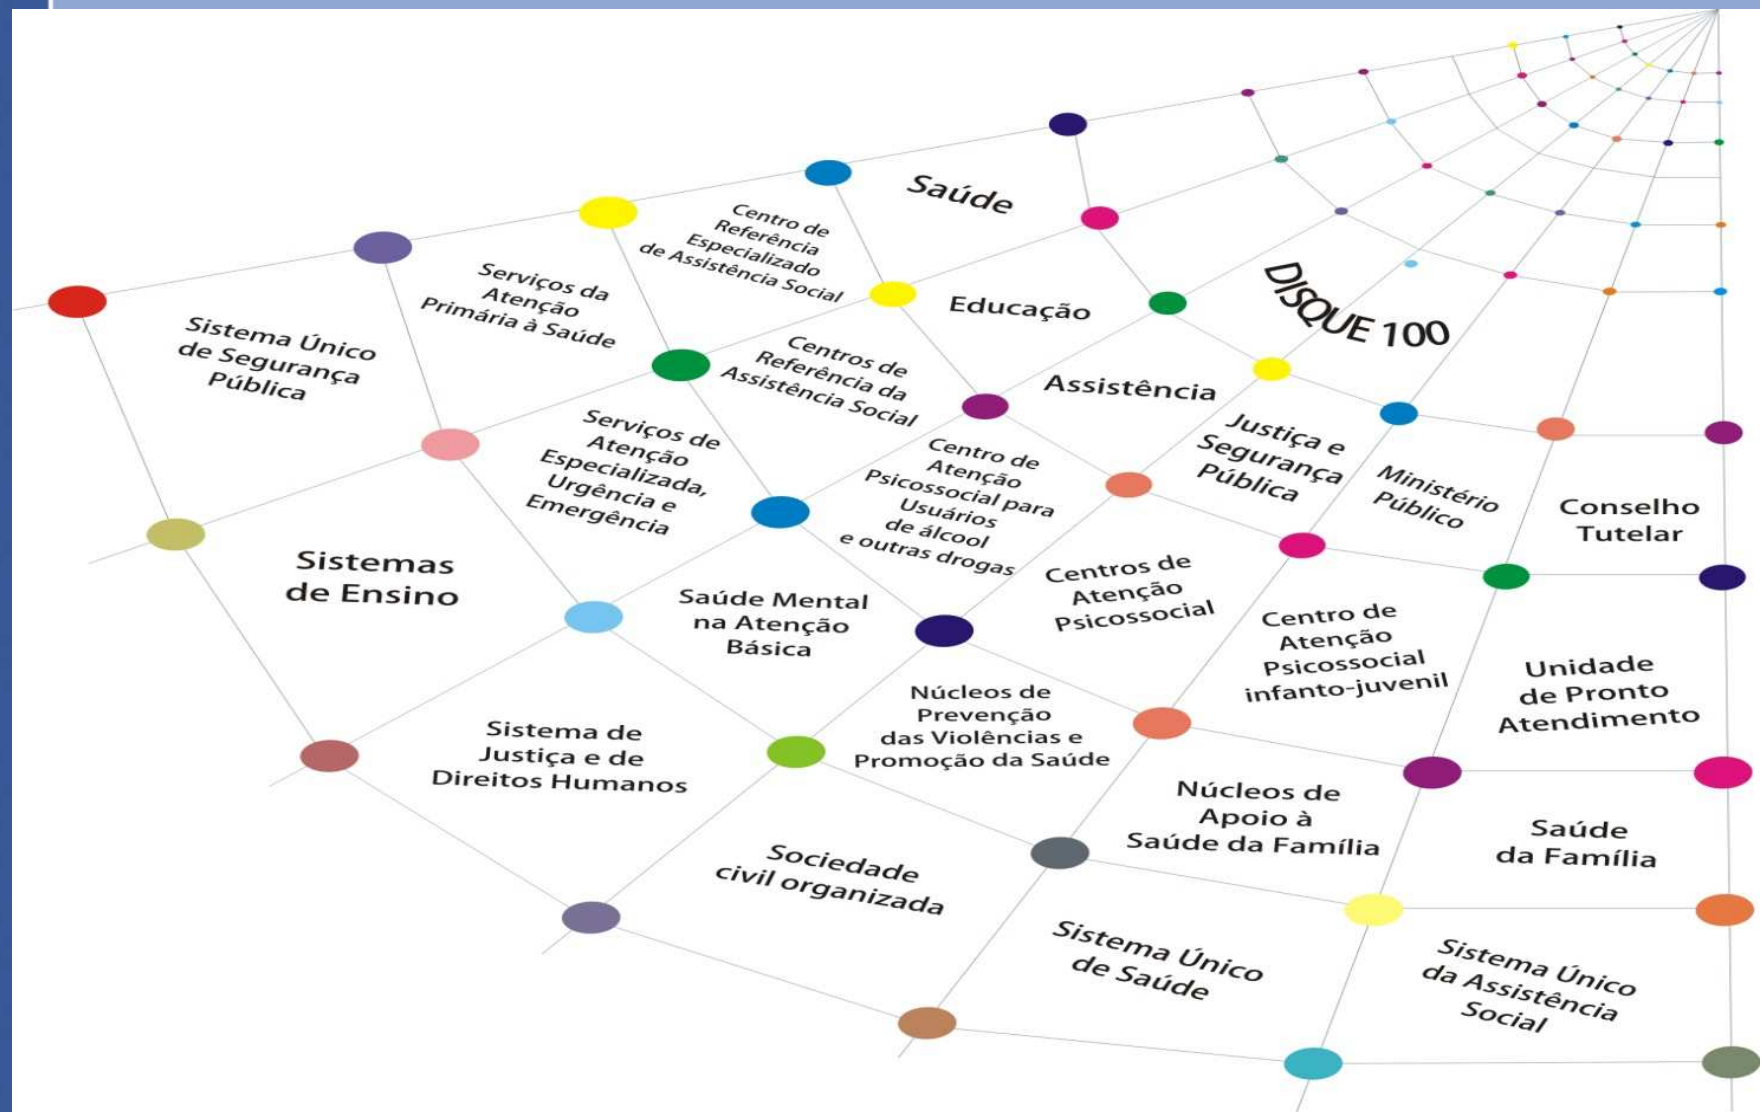 Saúde
Centro de
Referência
Especializado
de Assistência Social
Serviços da
Atenção
Primária à Saúde
Sistema Único
de Segurança
Pública
Educação
DISQUE 100
Centros de
Referência da
Assistência Social
Assistência
Serviços de
Atenção
Especializada,
Urgência e
Emergência
Centro de
Atenção
Psicossocial para
Usuários
de álcool
e outras drogas
Justiça e
Segurança
Pública
Ministério
Público
Conselho
Tutelar
Sistemas
de Ensino
Saúde Mental
na Atenção
Básica
Centros de
Atenção
Psicossocial
Centro de
Atenção
Psicossocial
infanto-juvenil
Unidade
de Pronto
Atendimento
Sistema de
Justiça e de
Direitos Humanos
Núcleos de
Prevenção
das Violências e
Promoção da Saúde
Núcleos de
Apoio à
Saúde da Família
Saúde
da Família
Sociedade
civil organizada
Sistema Único
de Saúde
Sistema Único
da Assistência
Social